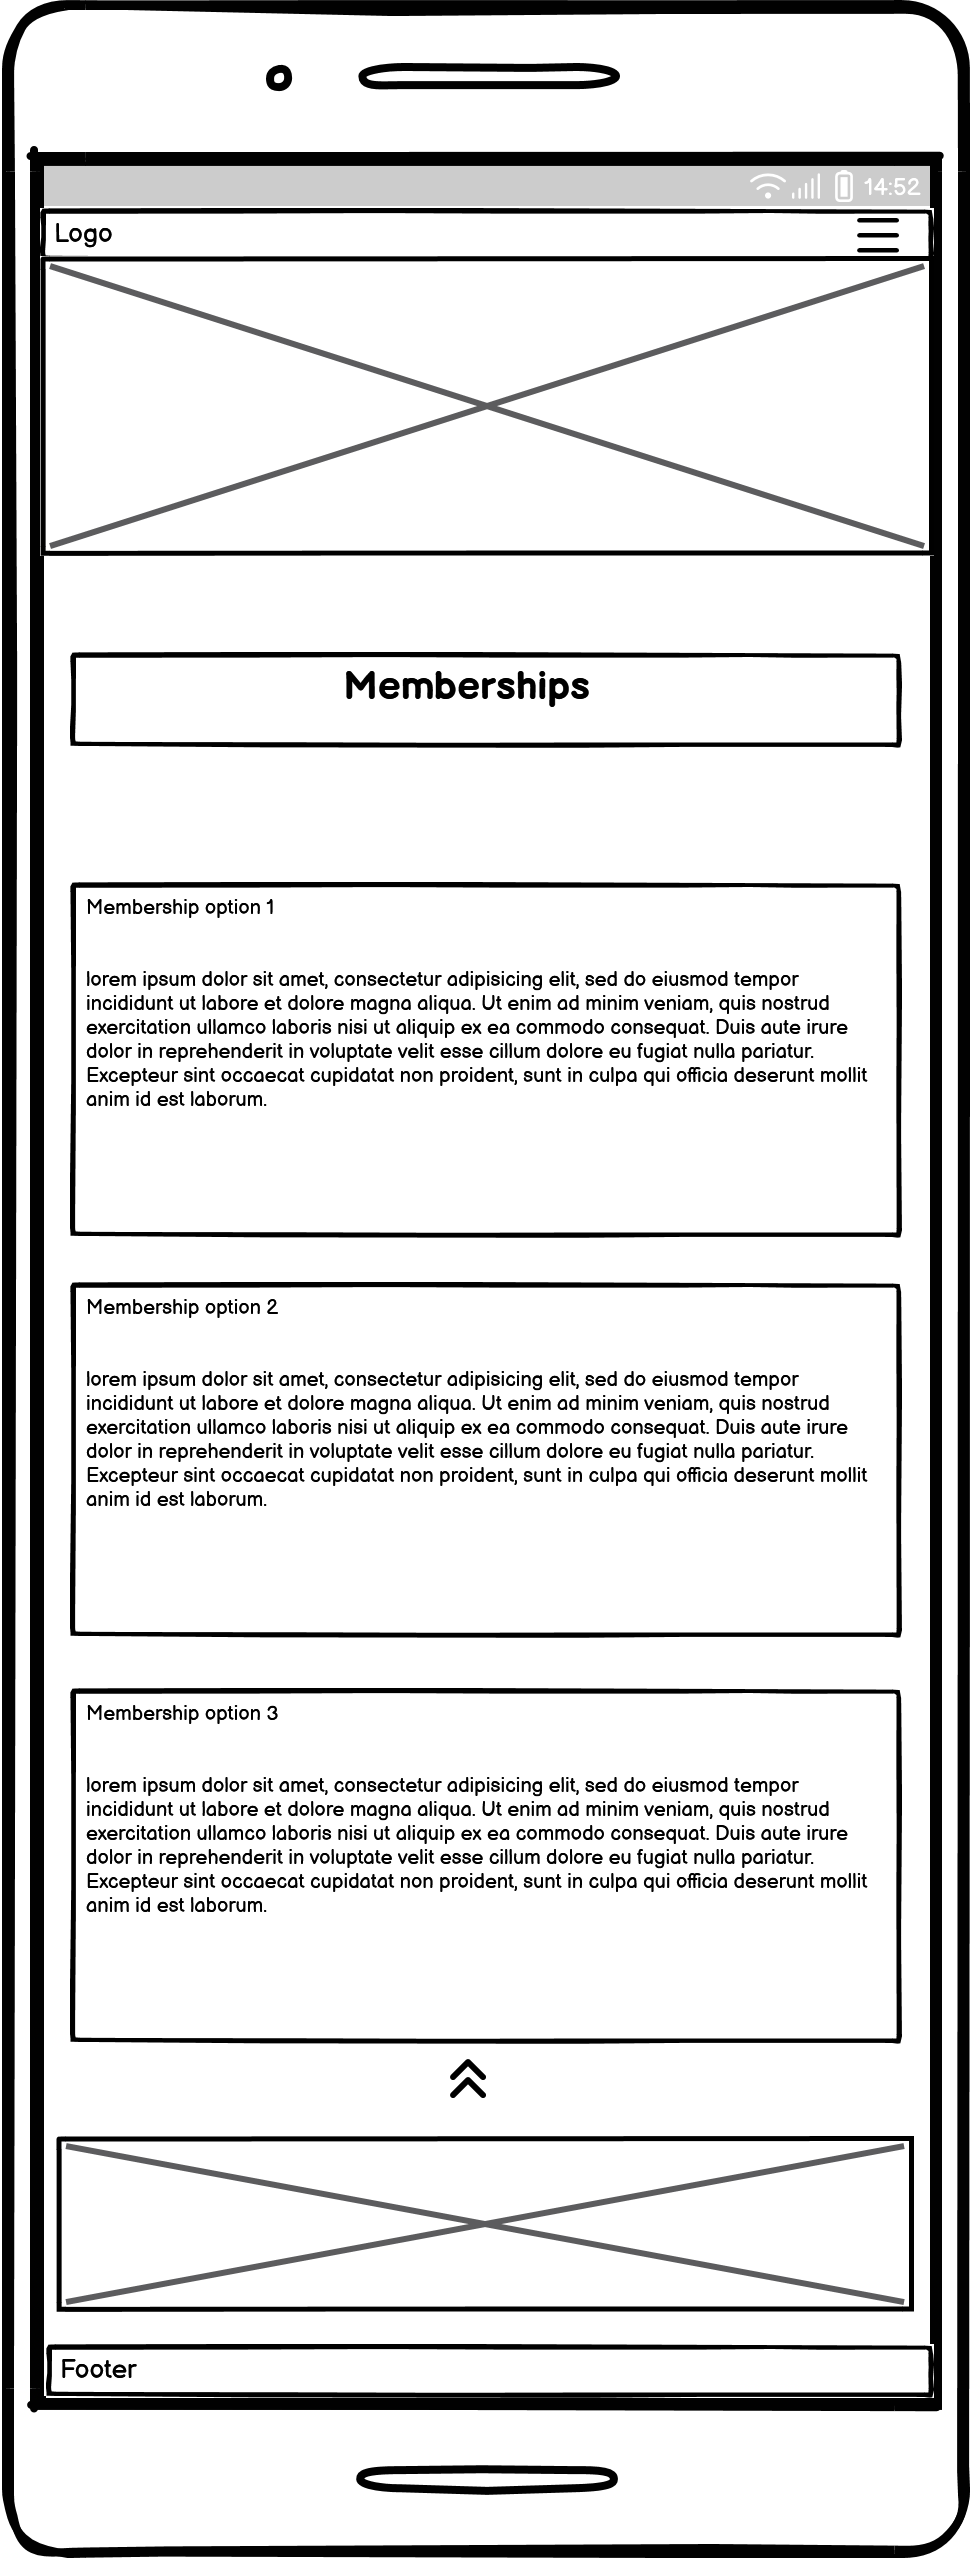 14:52
Logo
Memberships
Membership option 1
lorem ipsum dolor sit amet, consectetur adipisicing elit, sed do eiusmod tempor
incididunt ut labore et dolore magna aliqua. Ut enim ad minim veniam, quis nostrud
exercitation ullamco laboris nisi ut aliquip ex ea commodo consequat. Duis aute irure
dolor in reprehenderit in voluptate velit esse cillum dolore eu fugiat nulla pariatur.
Excepteur sint occaecat cupidatat non proident, sunt in culpa qui officia deserunt mollit
anim id est laborum.
Membership option 2
lorem ipsum dolor sit amet, consectetur adipisicing elit, sed do eiusmod tempor
incididunt ut labore et dolore magna aliqua. Ut enim ad minim veniam, quis nostrud
exercitation ullamco laboris nisi ut aliquip ex ea commodo consequat. Duis aute irure
dolor in reprehenderit in voluptate velit esse cillum dolore eu fugiat nulla pariatur.
Excepteur sint occaecat cupidatat non proident, sunt in culpa qui officia deserunt mollit
anim id est laborum.
Membership option 3
lorem ipsum dolor sit amet, consectetur adipisicing elit, sed do eiusmod tempor
incididunt ut labore et dolore magna aliqua. Ut enim ad minim veniam, quis nostrud
exercitation ullamco laboris nisi ut aliquip ex ea commodo consequat. Duis aute irure
dolor in reprehenderit in voluptate velit esse cillum dolore eu fugiat nulla pariatur.
Excepteur sint occaecat cupidatat non proident, sunt in culpa qui officia deserunt mollit
anim id est laborum.
Footer